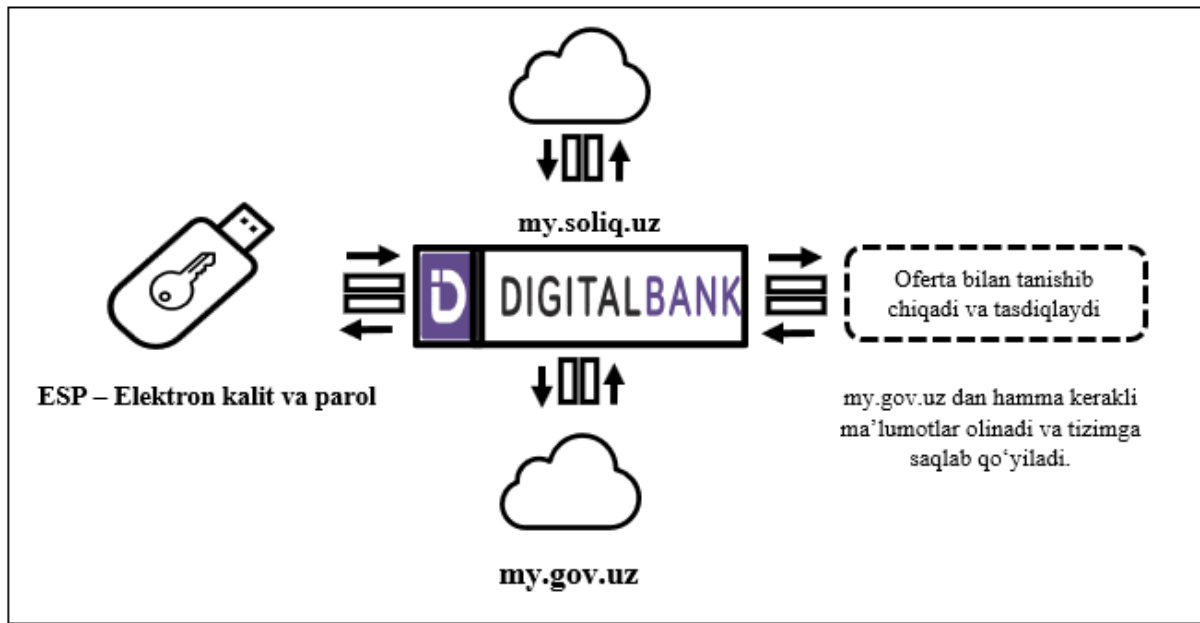 my.soliq.uz
DIGITALBANK
Oferta bilan tanishib
chiqadi va tasdiqlaydi
ESP – Elektron kalit va parol
my.gov.uz dan hamma kerakli
ma’lumotlar olinadi va tizimga
saqlab qo‘yiladi.
my.gov.uz